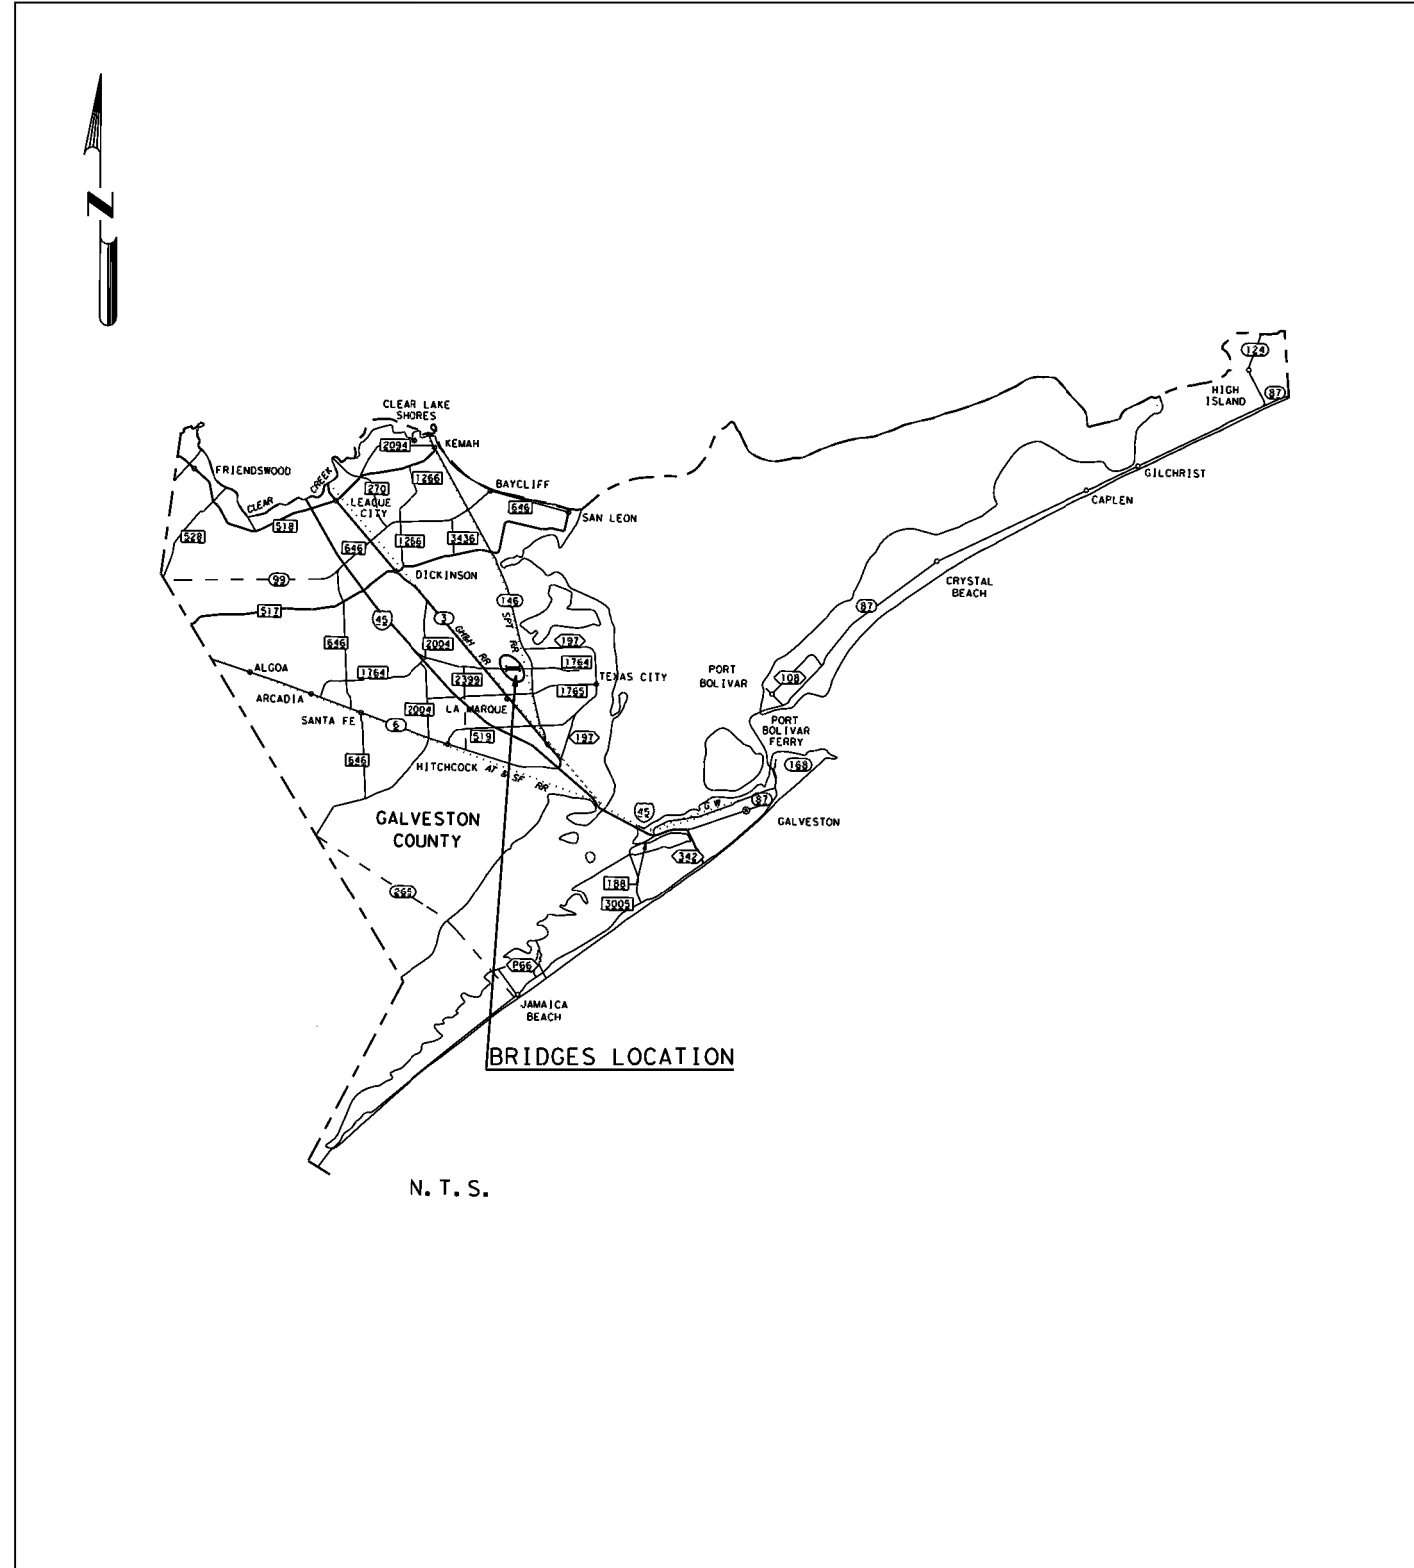 N
124
HIGH
ISLAND
87
CLEAR LAKE
SHORES
2094
KEMAH
FRIENDSWOOD
CREEK
1266
GILCHRIST
270
BAYCLIFF
CLEAR
LEAQUE
CITY
646
CAPLEN
SAN LEON
518
528
646
1266
3436
99
DICKINSON
CRYSTAL
BEACH
517
146
87
45
3
SPT RR
GH&H RR
197
646
2004
1764
ALGOA
1764
2399
TEXAS CITY
PORT
BOLIVAR
108
ARCADIA
1765
SANTA FE
2004
LA MARQUE
6
PORT
BOLIVAR
FERRY
519
197
646
HITCHCOCK
AT & SF RR
168
87
G W
45
GALVESTON
COUNTY
GALVESTON
342
265
188
3005
P66
JAMAICA
BEACH
BRIDGES LOCATION
N.T.S.